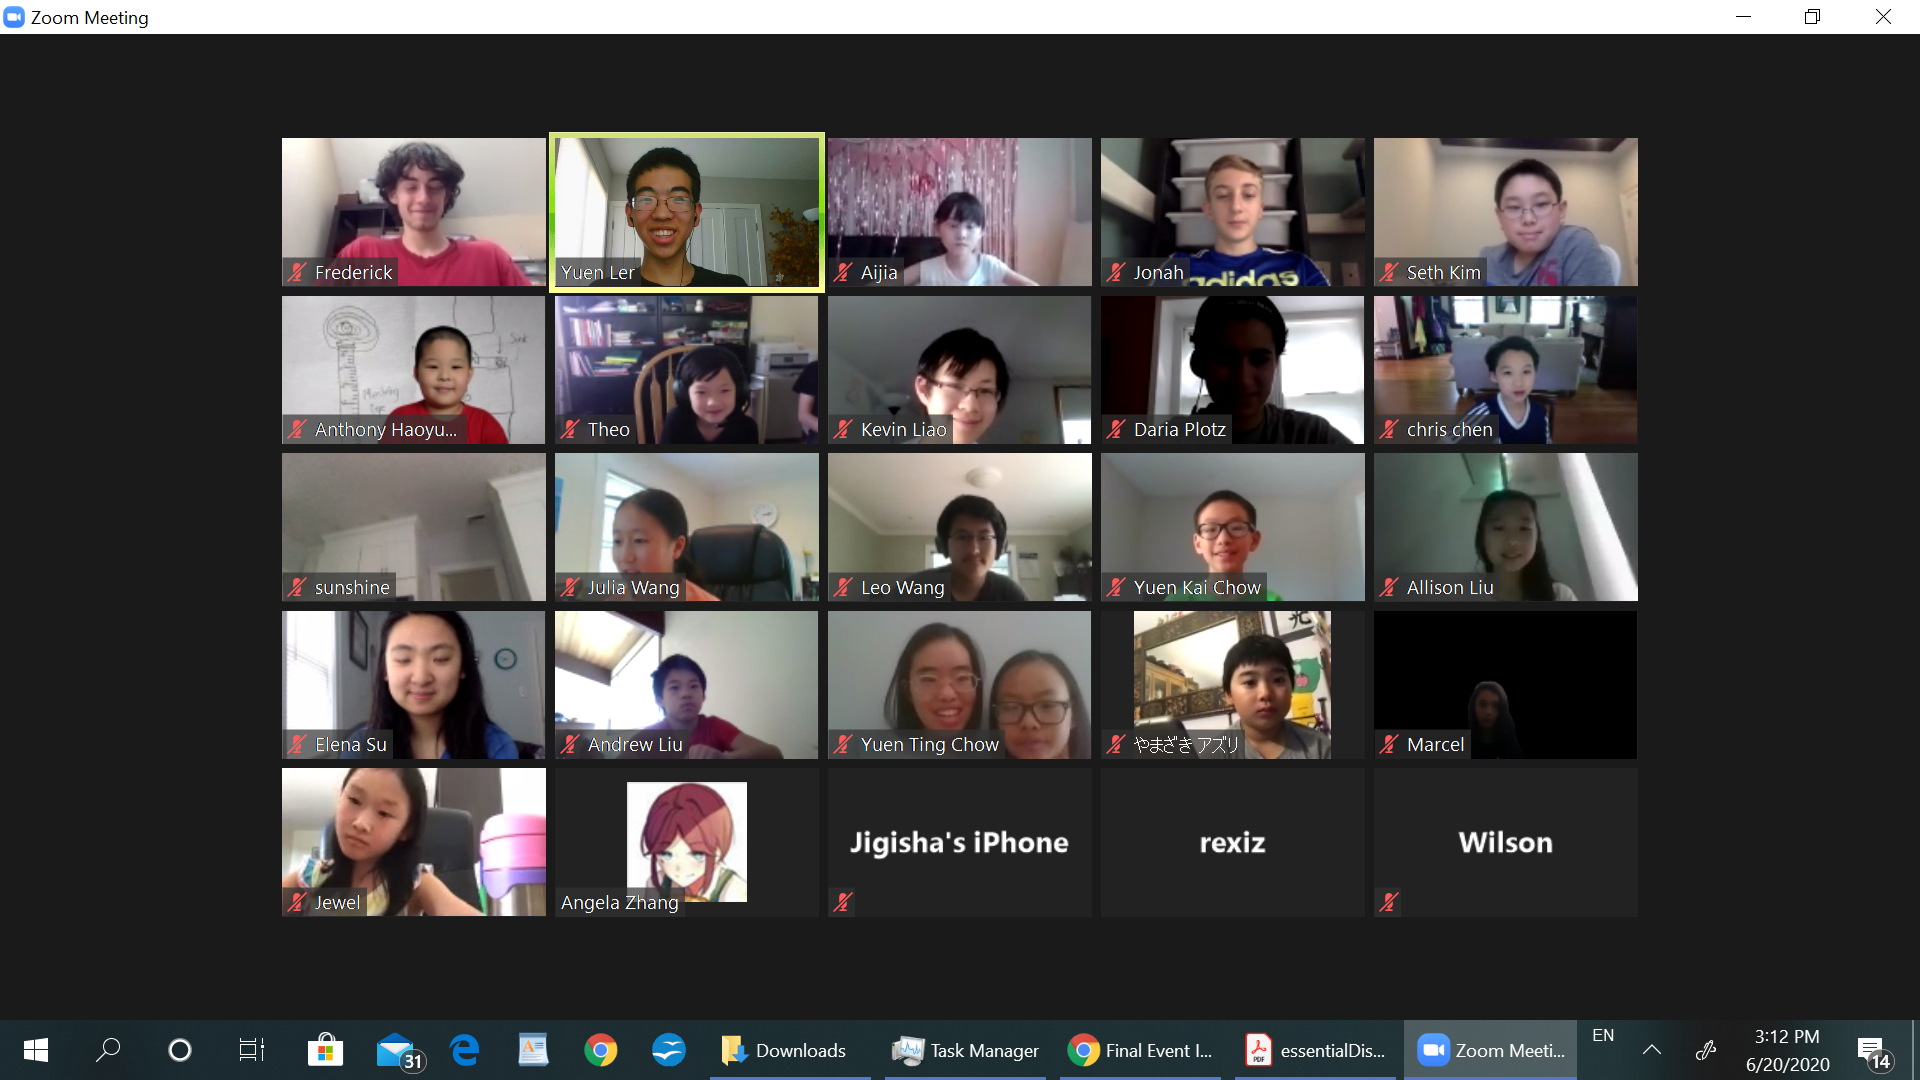 Zoom Meeting
Frederick
Yuen Ler
Aijia
Jonah
adidas
Seth Kim
Anthony Haoyu...
Theo
Kevin Liao
Daria Plotz
chris chen
sunshine
Julia Wang
Leo Wang
Yuen Kai Chow
Allison Liu
Elena Su
Andrew Liu
Yuen Ting Chow
やまざき アズリ
光
Marcel
Jewel
Angela Zhang
Jigisha's iPhone
rexiz
Wilson
31
Downloads
Task Manager
Final Event I...
PDF
essentialDis...
Zoom Meeti...
EN
3:12 PM
6/20/2020
14